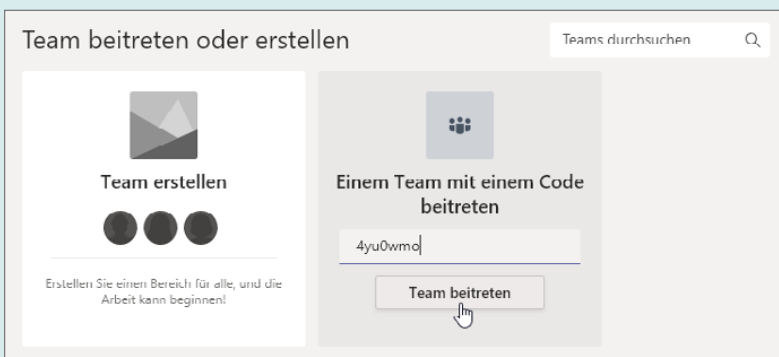 Team beitreten oder erstellen
Teams durchsuchen
Team erstellen
Erstellen Sie einen Bereich für alle, und die
Arbeit kann beginnen!
Einem Team mit einem Code
beitreten
4yu0wmo
Team beitreten